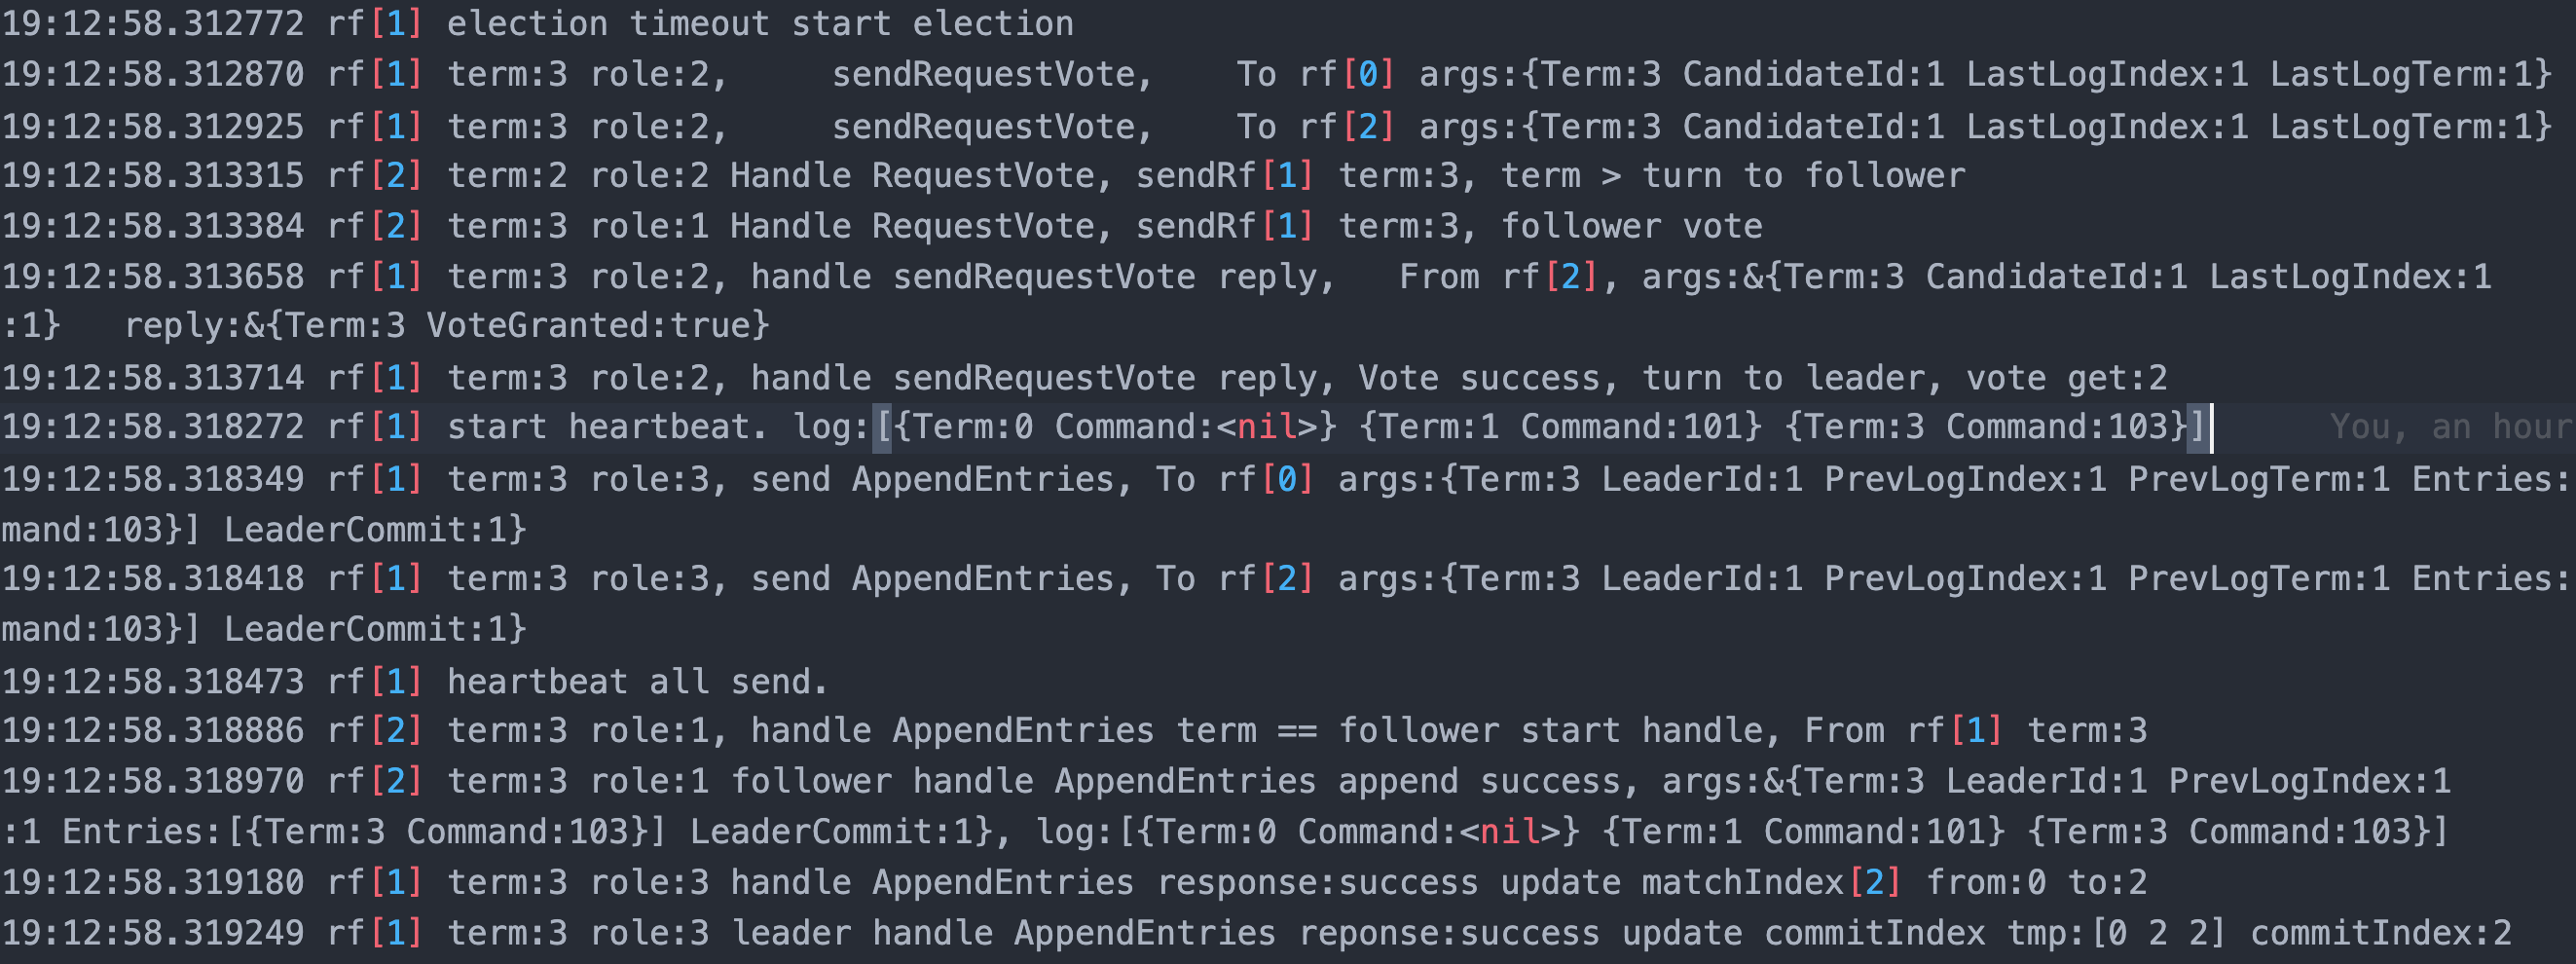 19:12:58.312772 rf[1] election timeout start election
19:12:58.312870 rf[1] term:3 role:2,     sendRequestVote,    To rf[0] args:{Term:3 CandidateId:1 LastLogIndex:1 LastLogTerm:1}
19:12:58.312925 rf[1] term:3 role:2,     sendRequestVote,    To rf[2] args:{Term:3 CandidateId:1 LastLogIndex:1 LastLogTerm:1}
19:12:58.313315 rf[2] term:2 role:2 Handle RequestVote, sendRf[1] term:3, term > turn to follower
19:12:58.313384 rf[2] term:3 role:1 Handle RequestVote, sendRf[1] term:3, follower vote
19:12:58.313658 rf[1] term:3 role:2, handle sendRequestVote reply,   From rf[2], args:&{Term:3 CandidateId:1 LastLogIndex:1
:1}   reply:&{Term:3 VoteGranted:true}
19:12:58.313714 rf[1] term:3 role:2, handle sendRequestVote reply, Vote success, turn to leader, vote get:2
19:12:58.318272 rf[1] start heartbeat. log:[{Term:0 Command:<nil>} {Term:1 Command:101} {Term:3 Command:103}]      You, an hour
19:12:58.318349 rf[1] term:3 role:3, send AppendEntries, To rf[0] args:{Term:3 LeaderId:1 PrevLogIndex:1 PrevLogTerm:1 Entries:
mand:103}] LeaderCommit:1}
19:12:58.318418 rf[1] term:3 role:3, send AppendEntries, To rf[2] args:{Term:3 LeaderId:1 PrevLogIndex:1 PrevLogTerm:1 Entries:
mand:103}] LeaderCommit:1}
19:12:58.318473 rf[1] heartbeat all send.
19:12:58.318886 rf[2] term:3 role:1, handle AppendEntries term == follower start handle, From rf[1] term:3
19:12:58.318970 rf[2] term:3 role:1 follower handle AppendEntries append success, args:&{Term:3 LeaderId:1 PrevLogIndex:1
:1 Entries:[{Term:3 Command:103}] LeaderCommit:1}, log:[{Term:0 Command:<nil>} {Term:1 Command:101} {Term:3 Command:103}]
19:12:58.319180 rf[1] term:3 role:3 handle AppendEntries response:success update matchIndex[2] from:0 to:2
19:12:58.319249 rf[1] term:3 role:3 leader handle AppendEntries reponse:success update commitIndex tmp:[0 2 2] commitIndex:2